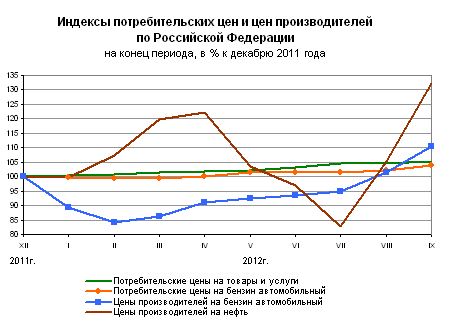 Индексы потребительских цен и цен производителей
по Российской Федерации
на конец периода, в % к декабрю 2011 года
135
130
125
120
115
110
105
100
95
90
85
80
XII I II III IV V VI VII VIII IX
2011г. 2012г.
Потребительские цены на товары и услуги
Потребительские цены на бензин автомобильный
Цены производителей на бензин автомобильный
Цены производителей на нефть